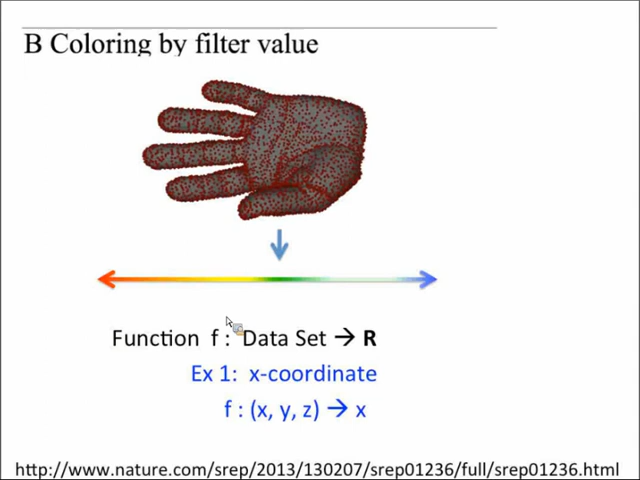 B Coloring by filter value
Function f : Data Set → R
Ex 1: x-coordinate
f : (x, y, z) → x
http://www.nature.com/srep/2013/130207/srep01236/full/srep01236.html